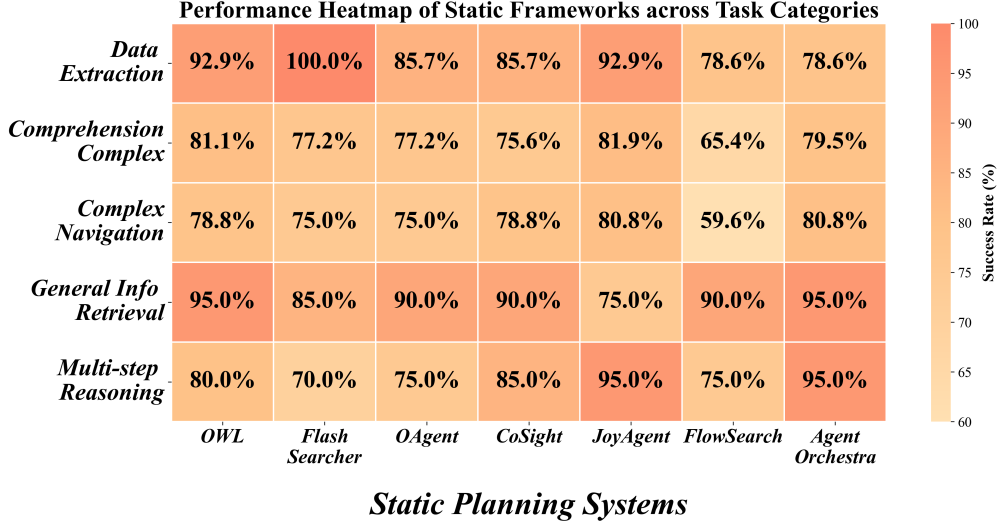 Performance Heatmap of Static Frameworks across Task Categories
Data
Extraction
92.9% 100.0% 85.7% 85.7% 92.9% 78.6% 78.6%
Comprehension
Complex
81.1% 77.2% 77.2% 75.6% 81.9% 65.4% 79.5%
Complex
Navigation
78.8% 75.0% 75.0% 78.8% 80.8% 59.6% 80.8%
General Info
Retrieval
95.0% 85.0% 90.0% 90.0% 75.0% 90.0% 95.0%
Multi-step
Reasoning
80.0% 70.0% 75.0% 85.0% 95.0% 75.0% 95.0%
OWL Flash OAgent CoSight JoyAgent FlowSearch Agent
Searcher Orchestra
Static Planning Systems
100
95
90
85
80
75
70
65
60
Success Rate (%)